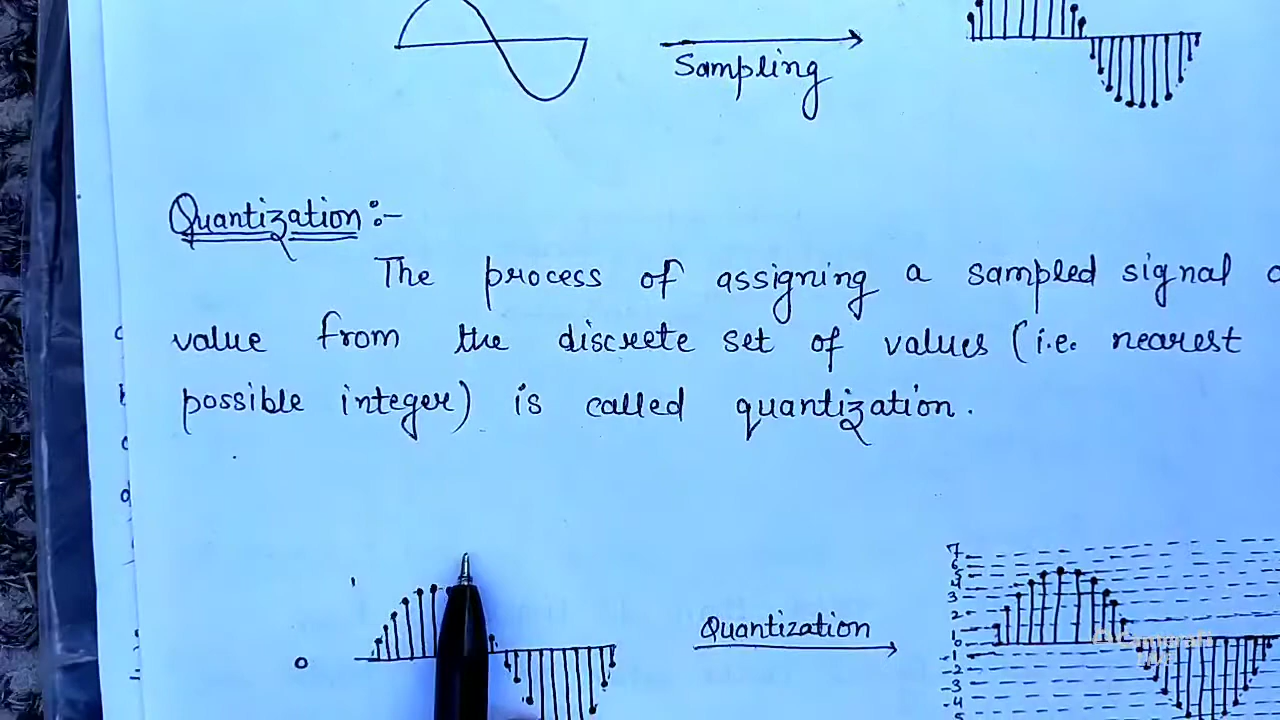 Sampling
Quantization :-
The process of assigning a sampled signal a
value from the discrete set of values (i.e. nearest
possible integer) is called quantization.
Quantization
0
7
6
5
4
3
2
1
0
-1
-2
-3
-4
5